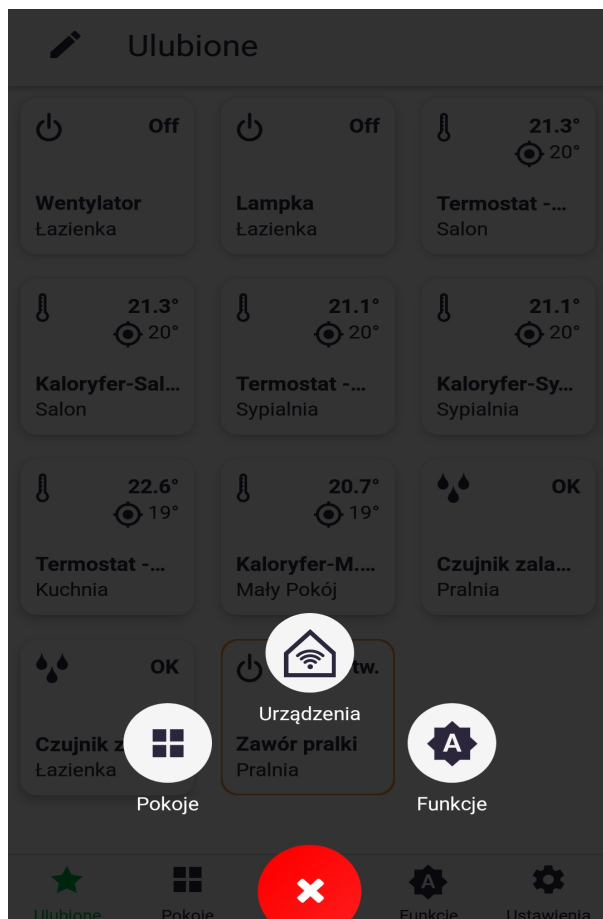 Ulubione
Off
Wentylator
Łazienka
Off
Lampka
Łazienka
21.3°
20°
Termostat -...
Salon
21.3°
20°
Kaloryfer-Sal...
Salon
21.1°
20°
Termostat -...
Sypialnia
21.1°
20°
Kaloryfer-Sy...
Sypialnia
22.6°
19°
Termostat -...
Kuchnia
20.7°
19°
Kaloryfer-M....
Mały Pokój
OK
Czujnik zala...
Pralnia
OK
Czujnik z
Łazienka
tw.
Zawór pralki
Pralnia
Urządzenia
Pokoje
A
Funkcje
Ulubione
Pokoje
A
Funkcje
Ustawienia